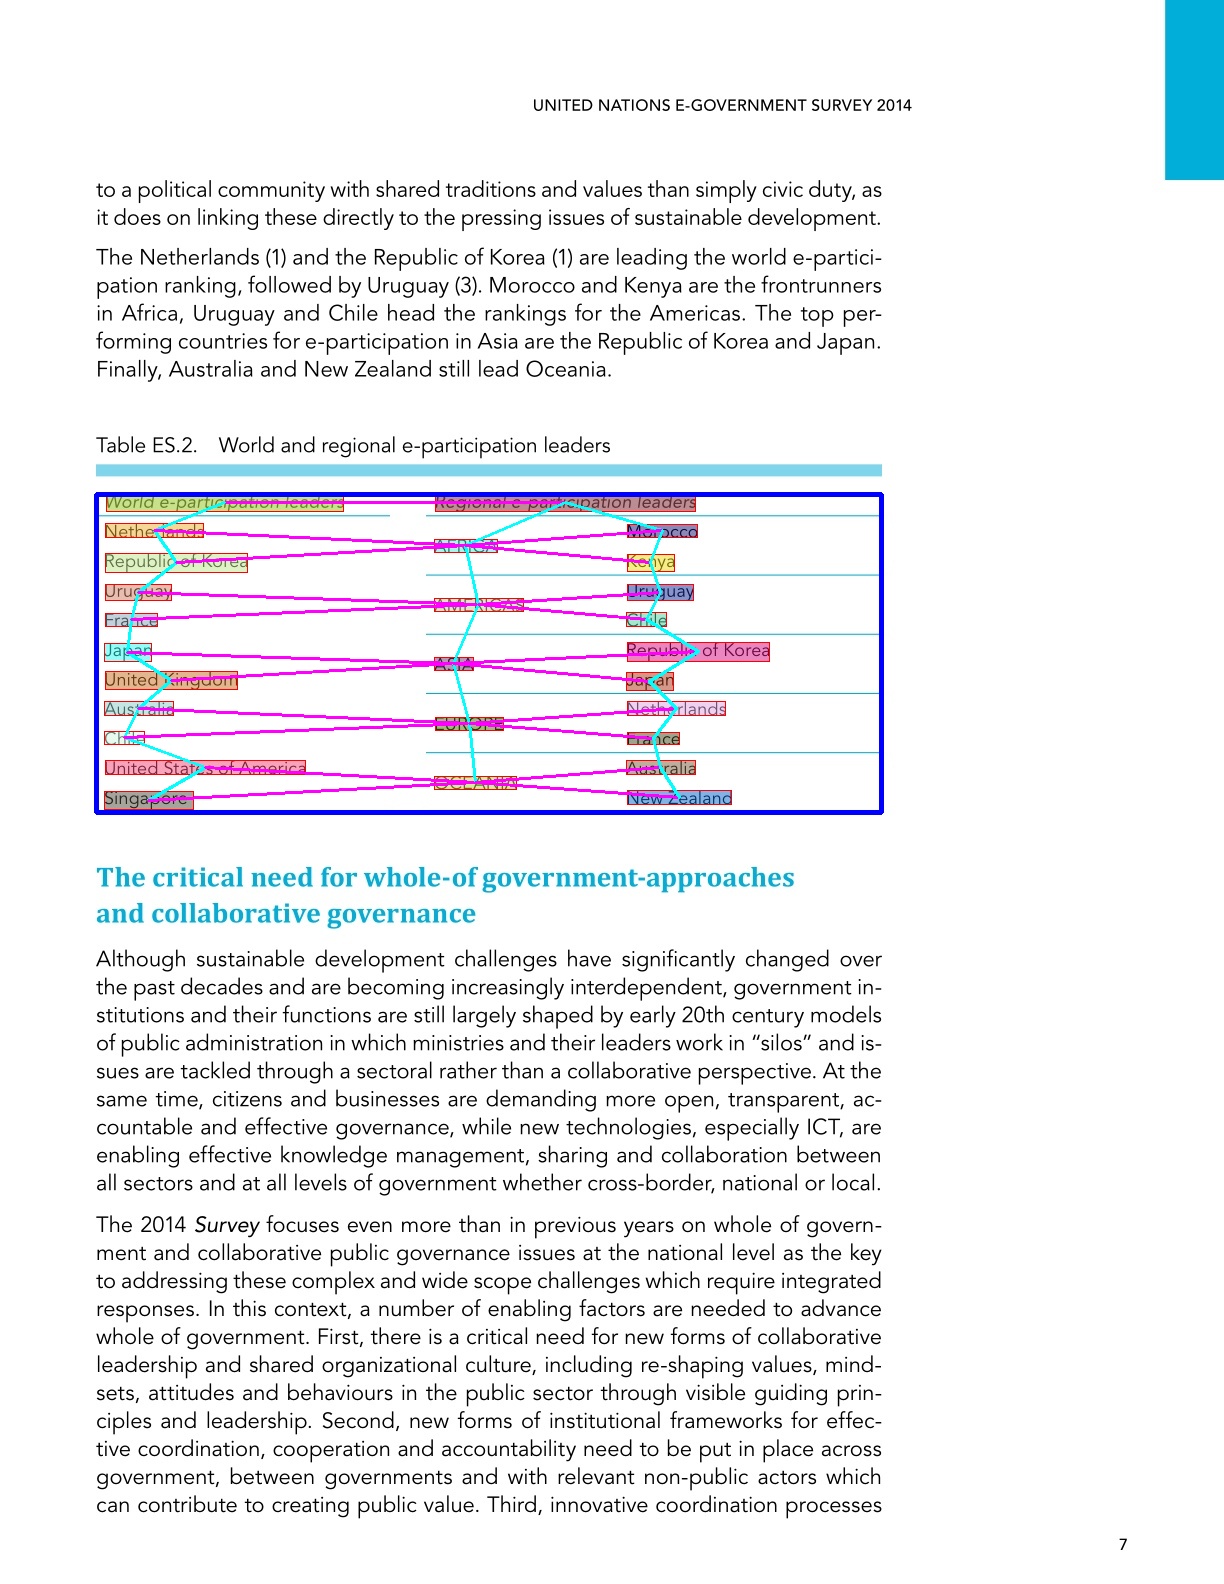 UNITED NATIONS E-GOVERNMENT SURVEY 2014
to a political community with shared traditions and values than simply civic duty, as
it does on linking these directly to the pressing issues of sustainable development.
The Netherlands (1) and the Republic of Korea (1) are leading the world e-partici-
pation ranking, followed by Uruguay (3). Morocco and Kenya are the frontrunners
in Africa, Uruguay and Chile head the rankings for the Americas. The top per-
forming countries for e-participation in Asia are the Republic of Korea and Japan.
Finally, Australia and New Zealand still lead Oceania.
Table ES.2. World and regional e-participation leaders
World e-participation leaders Regional e-participation leaders
Netherlands Morocco
AFRICA
Republic of Korea Kenya
Uruguay Uruguay
AMERICAS
France Chile
Japan Republic of Korea
ASIA
United Kingdom Japan
Australia Netherlands
EUROPE
Chile France
United States of America Australia
OCEANIA
Singapore New Zealand
The critical need for whole-of government-approaches
and collaborative governance
Although sustainable development challenges have significantly changed over
the past decades and are becoming increasingly interdependent, government in-
stitutions and their functions are still largely shaped by early 20th century models
of public administration in which ministries and their leaders work in “silos” and is-
sues are tackled through a sectoral rather than a collaborative perspective. At the
same time, citizens and businesses are demanding more open, transparent, ac-
countable and effective governance, while new technologies, especially ICT, are
enabling effective knowledge management, sharing and collaboration between
all sectors and at all levels of government whether cross-border, national or local.
The 2014 Survey focuses even more than in previous years on whole of govern-
ment and collaborative public governance issues at the national level as the key
to addressing these complex and wide scope challenges which require integrated
responses. In this context, a number of enabling factors are needed to advance
whole of government. First, there is a critical need for new forms of collaborative
leadership and shared organizational culture, including re-shaping values, mind-
sets, attitudes and behaviours in the public sector through visible guiding prin-
ciples and leadership. Second, new forms of institutional frameworks for effec-
tive coordination, cooperation and accountability need to be put in place across
government, between governments and with relevant non-public actors which
can contribute to creating public value. Third, innovative coordination processes
7